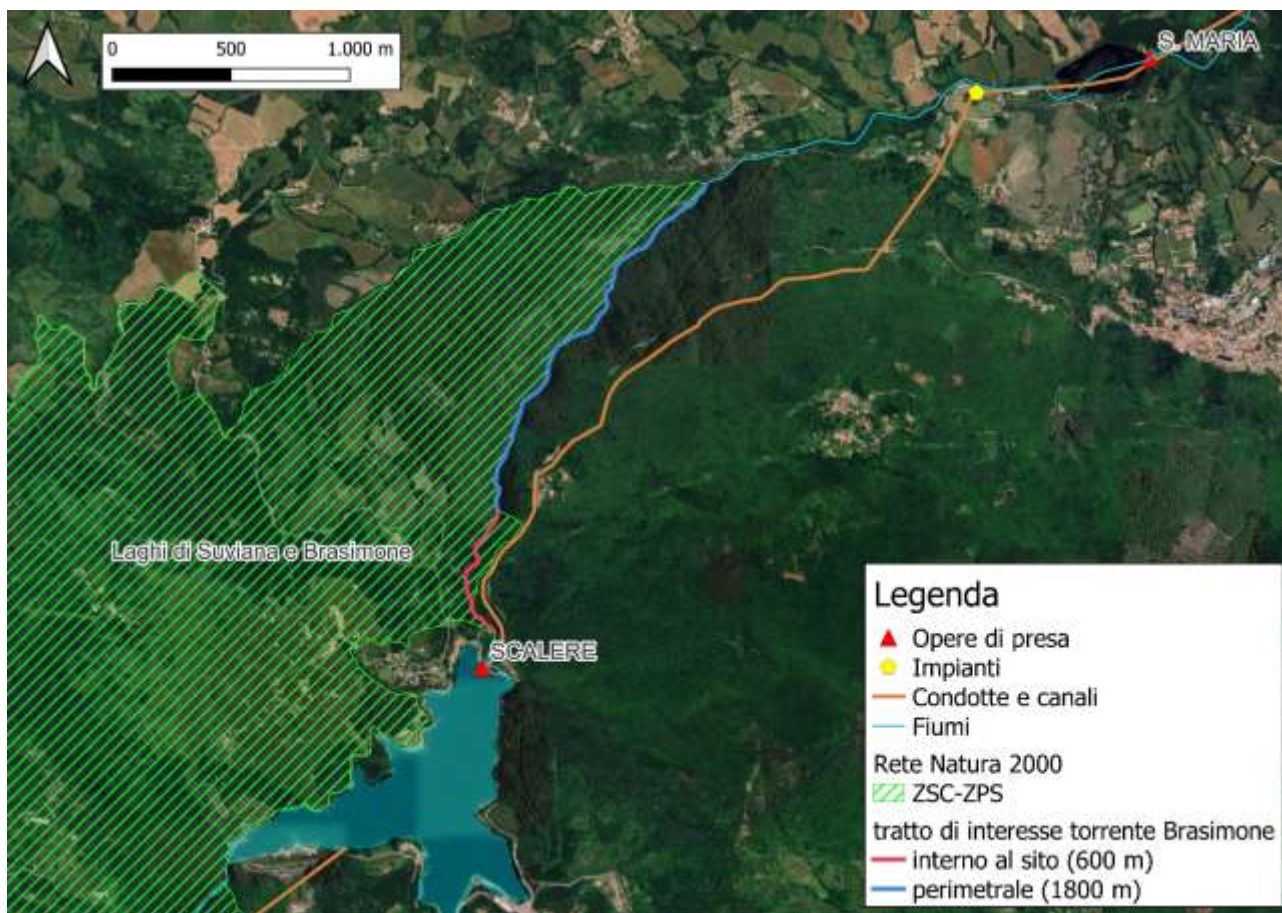 0 500 1.000 m
S. MARIA
Laghi di Suviana e Brasimone
SCALERE
Legenda
Opere di presa
Impianti
Condotte e canali
Fiumi
Rete Natura 2000
ZSC-ZPS
tratto di interesse torrente Brasimone
interno al sito (600 m)
perimetrale (1800 m)